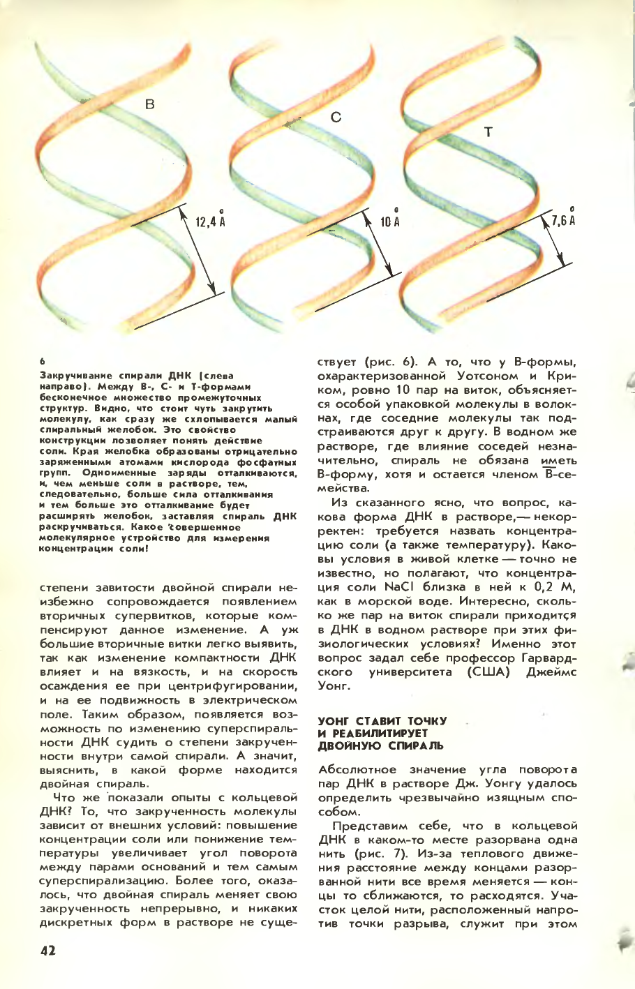 B
C
T
12,4 Å
10 Å
7,6 Å
6
Закручивание спирали ДНК (слева
направо). Между В-, С- и Т-формами
бесконечное множество промежуточных
структур. Видно, что стоит чуть закрутить
молекулу, как сразу же схлопывается малый
спиральный желобок. Это свойство
конструкции позволяет понять действие
соли. Края желобка образованы отрицательно
заряженными атомами кислорода фосфатных
групп. Одноименные заряды отталкиваются,
и, чем меньше соли в растворе, тем,
следовательно, больше сила отталкивания
и тем больше это отталкивание будет
расширять желобок, заставляя спираль ДНК
раскручиваться. Какое совершенное
молекулярное устройство для измерения
концентрации соли!
степени завитости двойной спирали не-
избежно сопровождается появлением
вторичных супервитков, которые ком-
пенсируют данное изменение. А уж
большие вторичные витки легко выявить,
так как изменение компактности ДНК
влияет и на вязкость, и на скорость
осаждения ее при центрифугировании,
и на ее подвижность в электрическом
поле. Таким образом, появляется воз-
можность по изменению суперспираль-
ности ДНК судить о степени закручен-
ности внутри самой спирали. А значит,
выяснить, в какой форме находится
двойная спираль.
Что же показали опыты с кольцевой
ДНК? То, что закрученность молекулы
зависит от внешних условий: повышение
концентрации соли или понижение тем-
пературы увеличивает угол поворота
между парами оснований и тем самым
суперспирализацию. Более того, оказа-
лось, что двойная спираль меняет свою
закрученность непрерывно, и никаких
дискретных форм в растворе не суще-
ствует (рис. 6). А то, что у В-формы,
охарактеризованной Уотсоном и Кри-
ком, ровно 10 пар на виток, объясняет-
ся особой упаковкой молекулы в волок-
нах, где соседние молекулы так под-
страиваются друг к другу. В водном же
растворе, где влияние соседей незна-
чительно, спираль не обязана иметь
В-форму, хотя и остается членом В-се-
мейства.
Из сказанного ясно, что вопрос, ка-
кова форма ДНК в растворе,— некор-
ректен: требуется назвать концентра-
цию соли (а также температуру). Како-
вы условия в живой клетке — точно не
известно, но полагают, что концентра-
ция соли NaCl близка в ней к 0,2 М,
как в морской воде. Интересно, сколь-
ко же пар на виток спирали приходится
в ДНК в водном растворе при этих фи-
зиологических условиях? Именно этот
вопрос задал себе профессор Гарвард-
ского университета (США) Джеймс
Уонг.
УОНГ СТАВИТ ТОЧКУ
И РЕАБИЛИТИРУЕТ
ДВОЙНУЮ СПИРАЛЬ
Абсолютное значение угла поворота
пар ДНК в растворе Дж. Уонгу удалось
определить чрезвычайно изящным спо-
собом.
Представим себе, что в кольцевой
ДНК в каком-то месте разорвана одна
нить (рис. 7). Из-за теплового движе-
ния расстояние между концами разор-
ванной нити все время меняется — кон-
цы то сближаются, то расходятся. Уча-
сток целой нити, расположенный напро-
тив точки разрыва, служит при этом
42